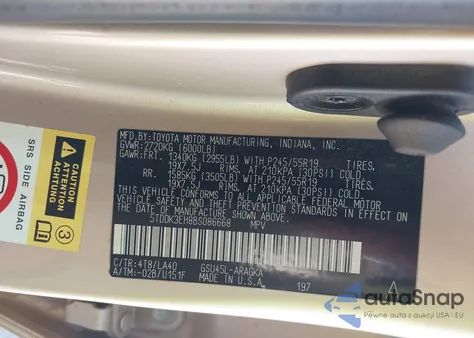 MFD.BY: TOYOTA MOTOR MANUFACTURING, INDIANA, INC.
GVWR: 2720KG (6000LB)
GAWR: FRT. 1340KG (2955LB) WITH P245/55R19 TIRES,
19X7.5J RIMS, AT 210KPA (30PSI) COLD
RR. 1585KG (3505LB) WITH P245/55R19 TIRES,
19X7.5J RIMS, AT 210KPA (30PSI) COLD
THIS VEHICLE CONFORMS TO ALL APPLICABLE FEDERAL MOTOR
VEHICLE SAFETY, BUMPER, AND THEFT PREVENTION STANDARDS
IN EFFECT ON THE DATE OF MANUFACTURE SHOWN ABOVE.
5TDDK3EH8BS086668 MPV
C/TR: 4T8/LA40 GSU45L-ARAGKA
A/TM: -02B/U151F MADE IN U.S.A. 197
SRS SIDE AIRBAG
CAUTION
ATTENTION
ACHTUNG
autoSnap
Pewne auto z USA i EU